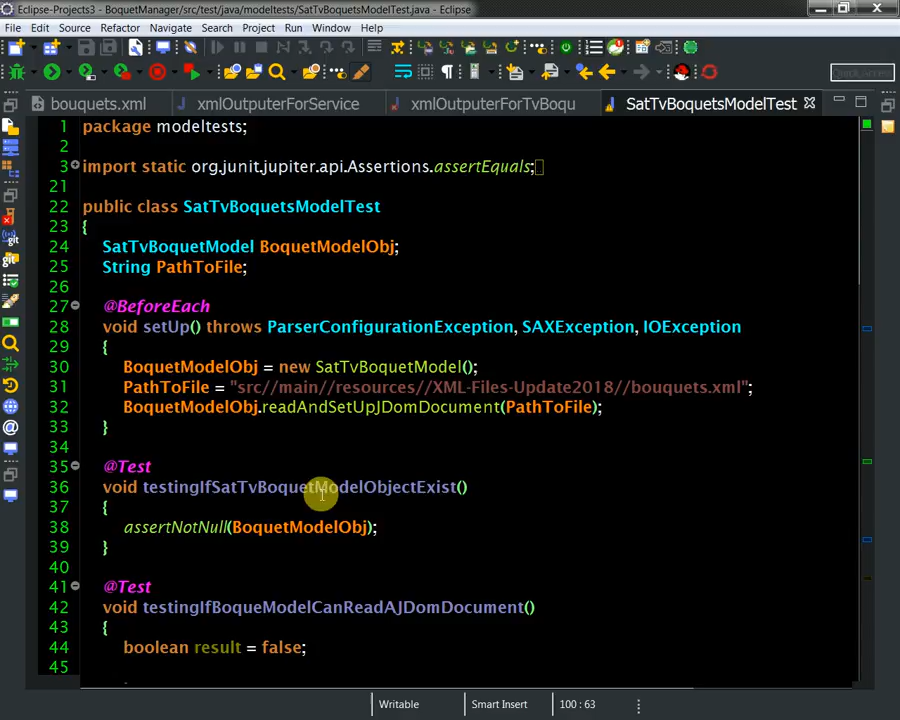 Eclipse-Projects3 - BoquetManager/src/test/java/modeltests/SatTvBoquetsModelTest.java - Eclipse
File Edit Source Refactor Navigate Search Project Run Window Help
Quick Access
bouquets.xml xmlOutputerForService xmlOutputerForTvBoqu SatTvBoquetsModelTest
1 package modeltests;
2
3 import static org.junit.jupiter.api.Assertions.assertEquals;
21
22 public class SatTvBoquetsModelTest
23 {
24 SatTvBoquetModel BoquetModelObj;
25 String PathToFile;
26
27 @BeforeEach
28 void setUp() throws ParserConfigurationException, SAXException, IOException
29 {
30 BoquetModelObj = new SatTvBoquetModel();
31 PathToFile = "src//main//resources//XML-Files-Update2018//bouquets.xml";
32 BoquetModelObj.readAndSetUpJDomDocument(PathToFile);
33 }
34
35 @Test
36 void testingIfSatTvBoquetModelObjectExist()
37 {
38 assertNotNull(BoquetModelObj);
39 }
40
41 @Test
42 void testingIfBoqueModelCanReadAJDomDocument()
43 {
44 boolean result = false;
45
Writable Smart Insert 100 : 63